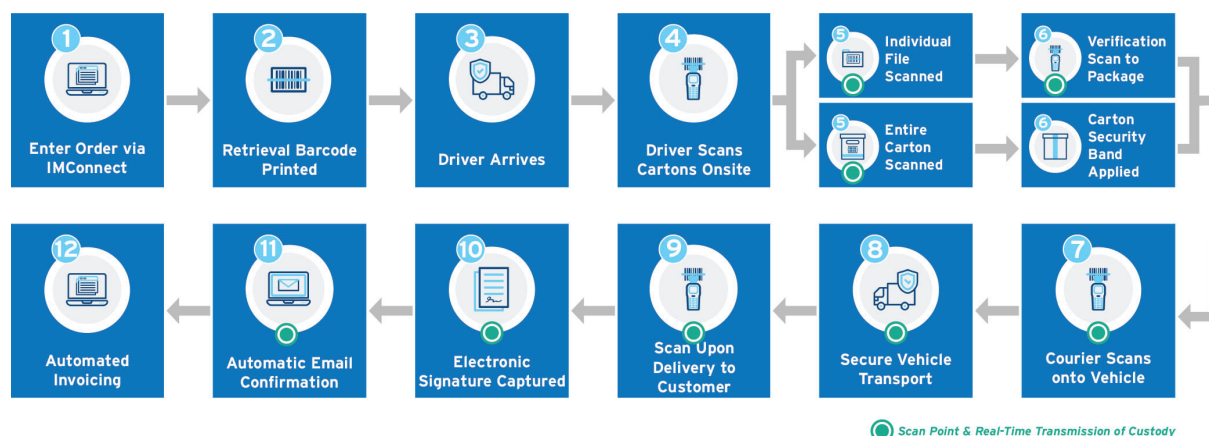 1
Enter Order via
IMConnect
2
Retrieval Barcode
Printed
3
Driver Arrives
4
Driver Scans
Cartons Onsite
5
Individual
File
Scanned
6
Verification
Scan to
Package
5
Entire
Carton
Scanned
6
Carton
Security
Band
Applied
12
Automated
Invoicing
11
Automatic Email
Confirmation
10
Electronic
Signature Captured
9
Scan Upon
Delivery to
Customer
8
Secure Vehicle
Transport
7
Courier Scans
onto Vehicle
Scan Point & Real-Time Transmission of Custody